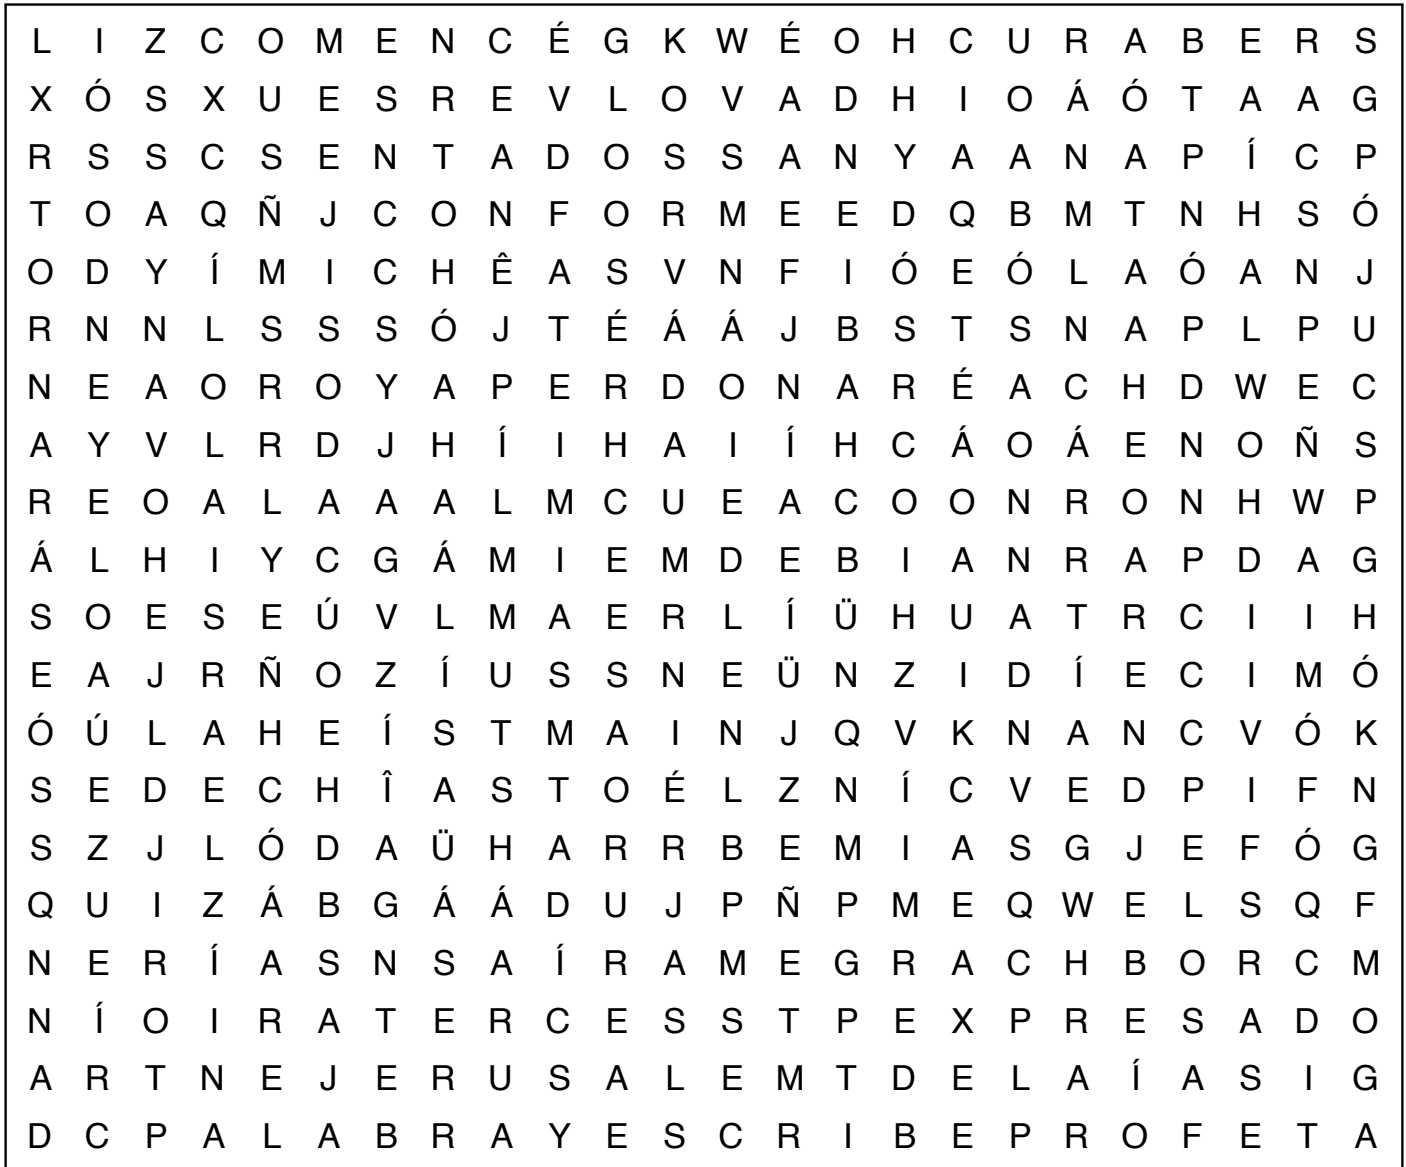 L I Z C O M E N C É G K W É O H C U R A B E R S
X Ó S X U E S R E V L O V A D H I O Á Ó T A A G
R S S C S E N T A D O S S A N Y A A N A P Í C P
T O A Q Ñ J C O N F O R M E E D Q B M T N H S Ó
O D Y Í M I C H Ê A S V N F I Ó E Ó L A Ó A N J
R N N L S S S Ó J T É Á Á J B S T S N A P L P U
N E A O R O Y A P E R D O N A R É A C H D W E C
A Y V L R D J H Í I H A I Í H C Á O Á E N O Ñ S
R E O A L A A A L M C U E A C O O N R O N H W P
Á L H I Y C G Á M I E M D E B I A N R A P D A G
S O E S E Ú V L M A E R L Í Ü H U A T R C I I H
E A J R Ñ O Z Í U S S N E Ü N Z I D Í E C I M Ó
Ó Ú L A H E Í S T M A I N J Q V K N A N C V Ó K
S E D E C H Î A S T O É L Z N Í C V E D P I F N
S Z J L Ó D A Ü H A R R B E M I A S G J E F Ó G
Q U I Z Á B G Á Á D U J P Ñ P M E Q W E L S Q F
N E R Í A S N S A Í R A M E G R A C H B O R C M
N Í O I R A T E R C E S S T P E X P R E S A D O
A R T N E J E R U S A L E M T D E L A Í A S I G
D C P A L A B R A Y E S C R I B E P R O F E T A